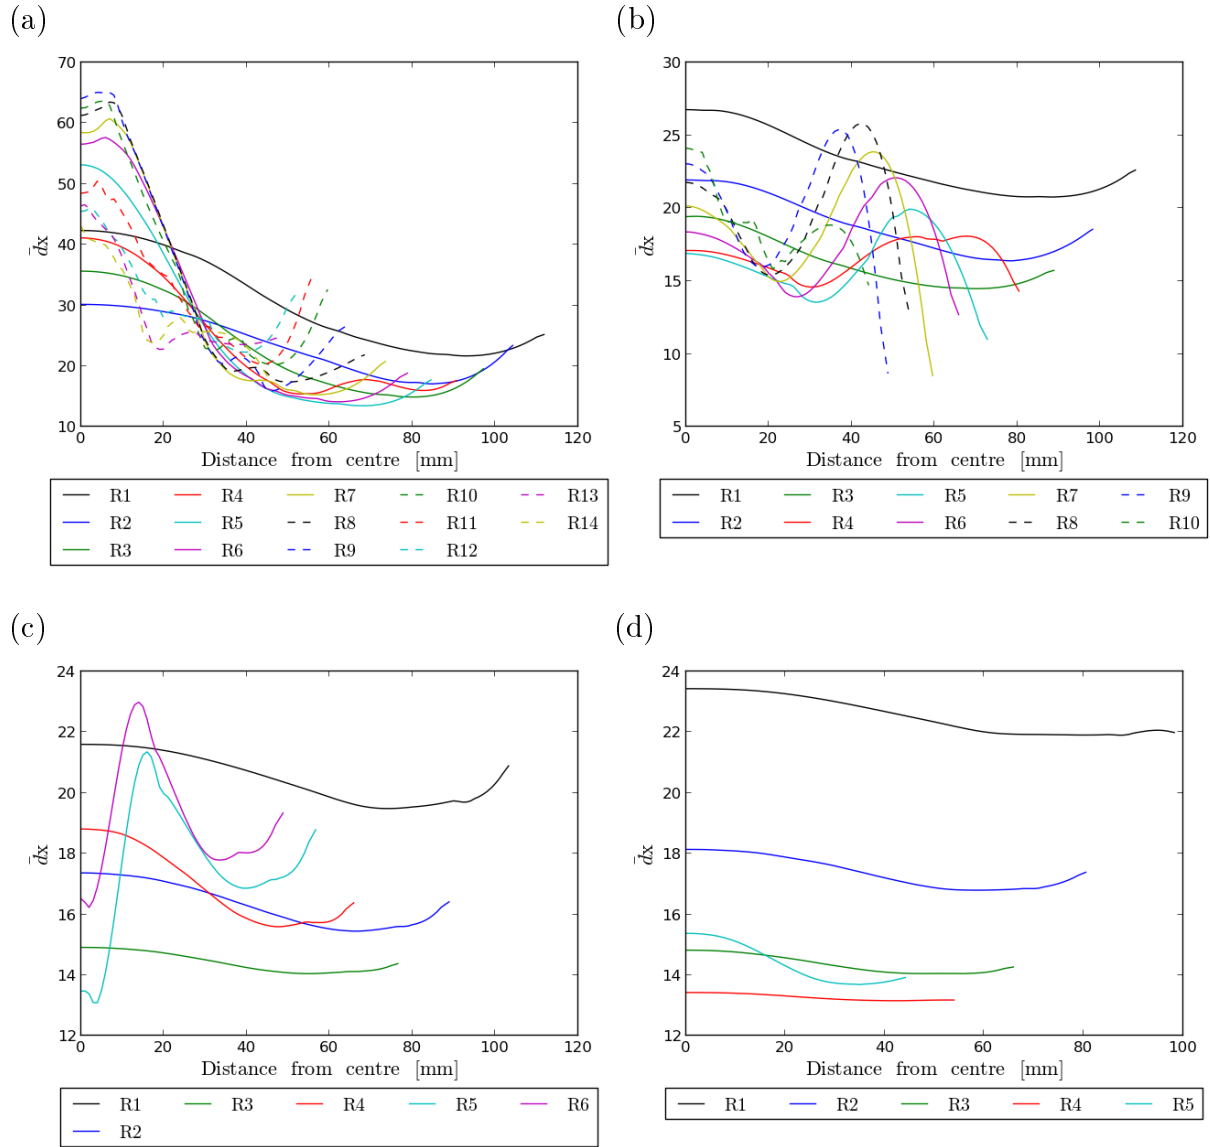 (a)
(b)
70
60
50
40
30
20
10
d̄x
0 20 40 60 80 100 120
Distance from centre [mm]
R1 R4 R7 R10 R13
R2 R5 R8 R11 R14
R3 R6 R9 R12
30
25
20
15
10
5
d̄x
0 20 40 60 80 100 120
Distance from centre [mm]
R1 R3 R5 R7 R9
R2 R4 R6 R8 R10
(c)
(d)
24
22
20
18
16
14
12
d̄x
0 20 40 60 80 100 120
Distance from centre [mm]
R1 R3 R4 R5 R6
R2
24
22
20
18
16
14
12
d̄x
0 20 40 60 80 100
Distance from centre [mm]
R1 R2 R3 R4 R5